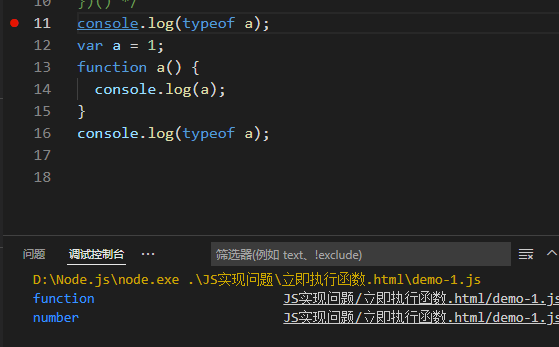 10 })() */
11 console.log(typeof a);
12 var a = 1;
13 function a() {
14 console.log(a);
15 }
16 console.log(typeof a);
17
18
问题 调试控制台 ··· 筛选器(例如 text、!exclude)
D:\Node.js\node.exe .\JS实现问题\立即执行函数.html\demo-1.js
function JS实现问题/立即执行函数.html/demo-1.js
number JS实现问题/立即执行函数.html/demo-1.js